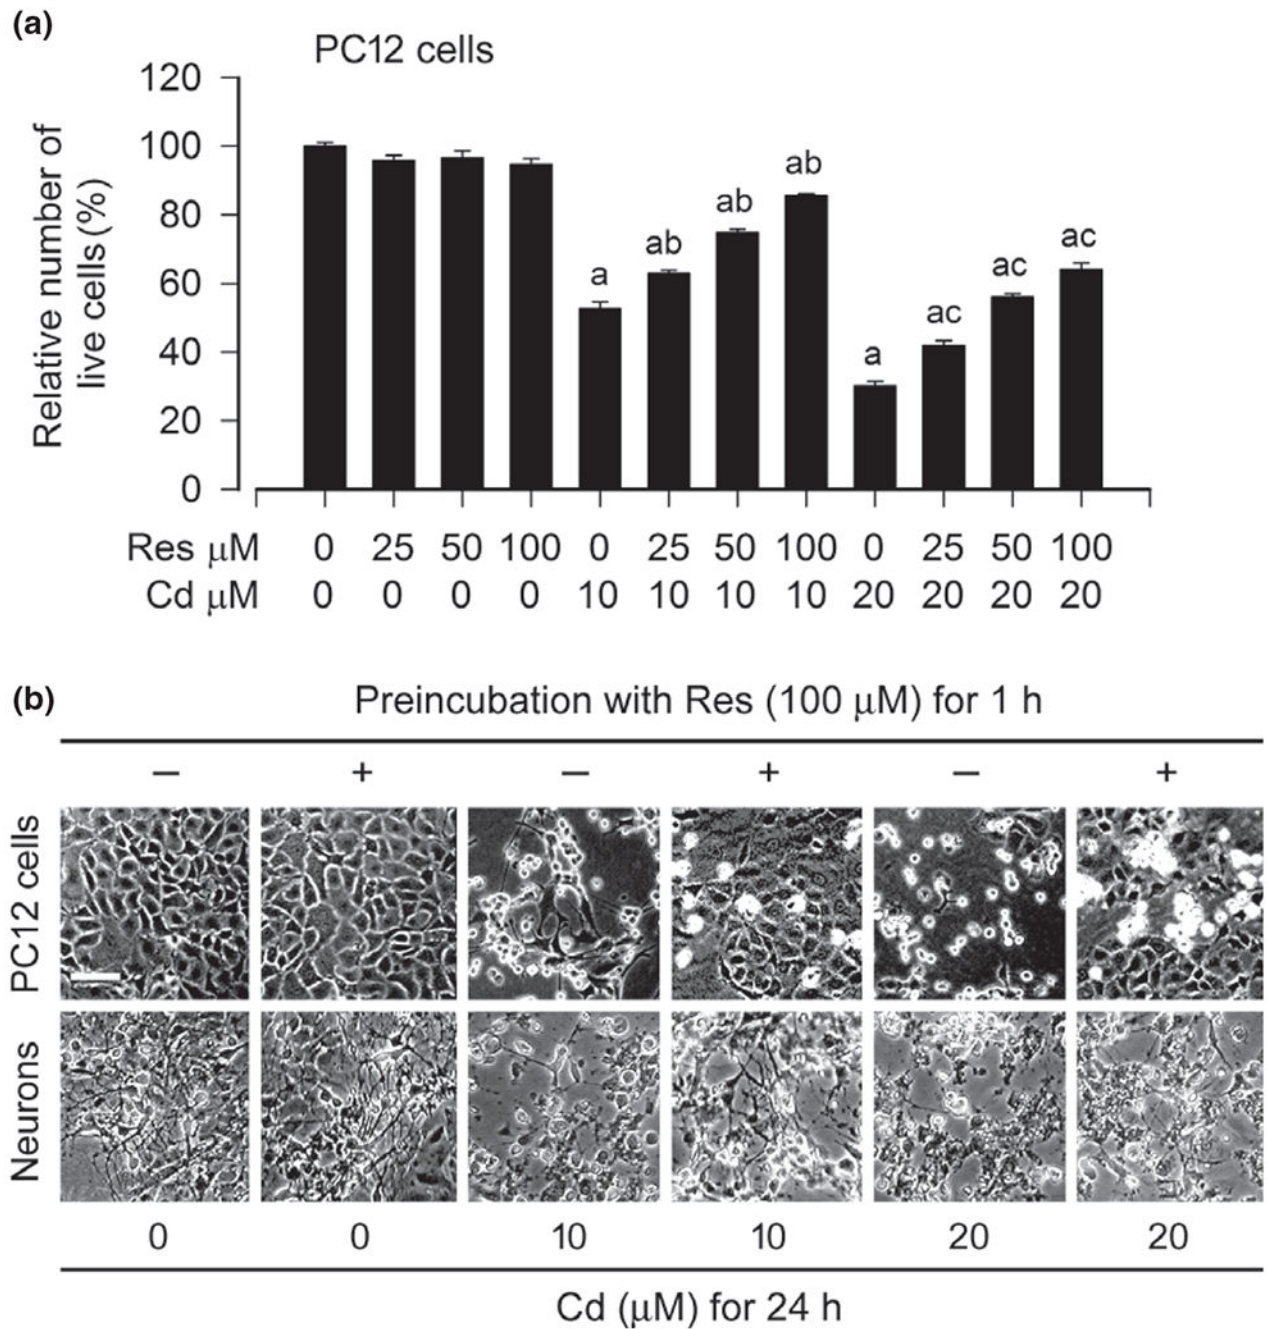 (a)
PC12 cells
Relative number of
live cells (%)
120
100
80
60
40
20
0
a
ab
ab
ab
a
ac
ac
ac
Res μM 0 25 50 100 0 25 50 100 0 25 50 100
Cd μM 0 0 0 0 10 10 10 10 20 20 20 20
(b)
Preincubation with Res (100 μM) for 1 h
– + – + – +
PC12 cells
Neurons
0 0 10 10 20 20
Cd (μM) for 24 h